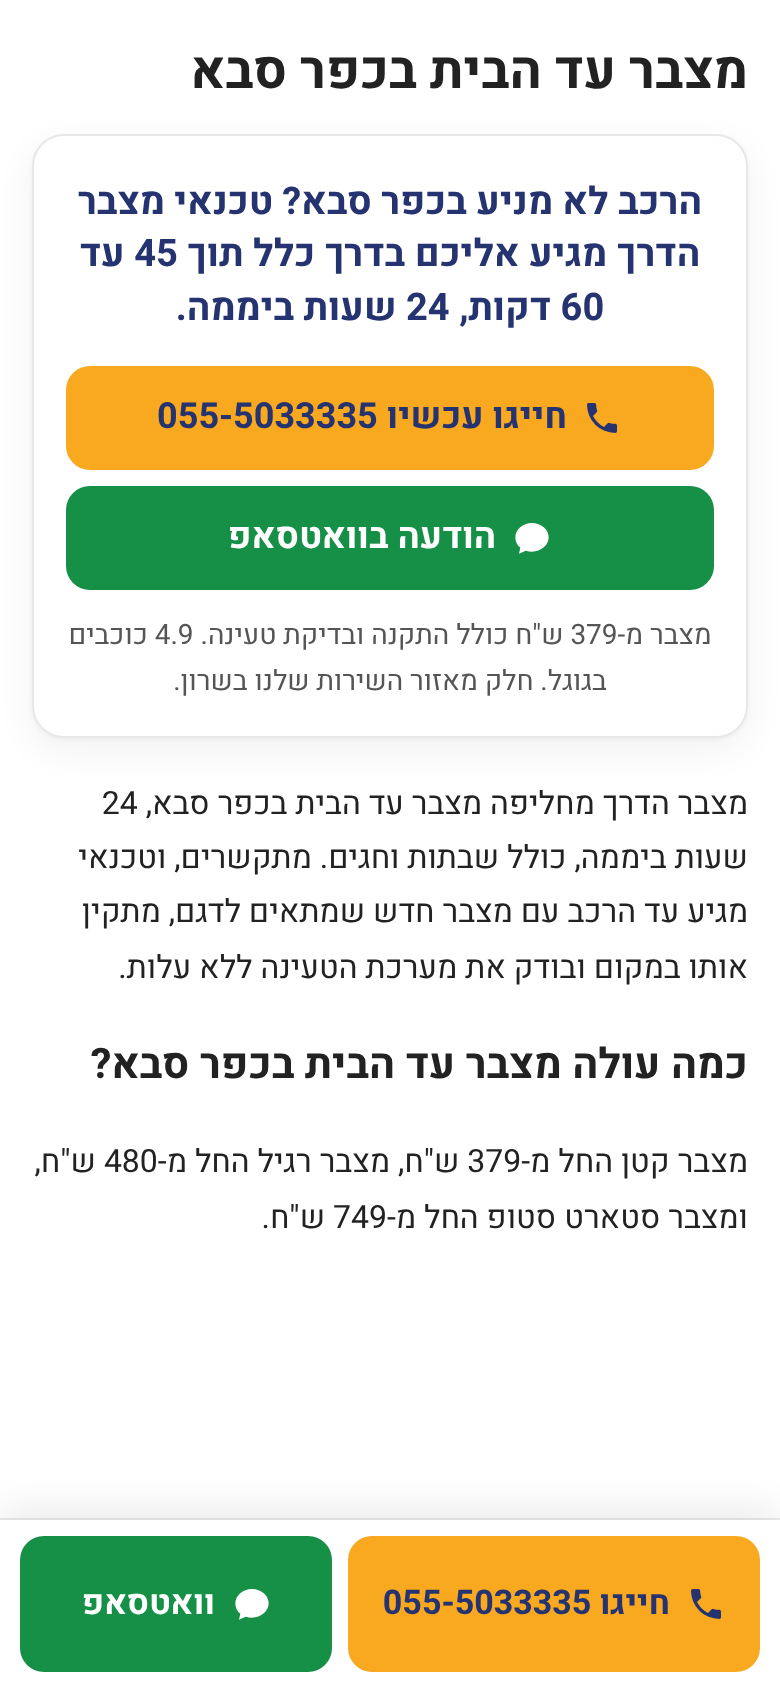 מצבר עד הבית בכפר סבא
הרכב לא מניע בכפר סבא? טכנאי מצבר
הדרך מגיע אליכם בדרך כלל תוך 45 עד
60 דקות, 24 שעות ביממה.
חייגו עכשיו 055-5033335
הודעה בוואטסאפ
מצבר מ-379 ש"ח כולל התקנה ובדיקת טעינה. 4.9 כוכבים
בגוגל. חלק מאזור השירות שלנו בשרון.
מצבר הדרך מחליפה מצבר עד הבית בכפר סבא, 24
שעות ביממה, כולל שבתות וחגים. מתקשרים, וטכנאי
מגיע עד הרכב עם מצבר חדש שמתאים לדגם, מתקין
אותו במקום ובודק את מערכת הטעינה ללא עלות.
כמה עולה מצבר עד הבית בכפר סבא?
מצבר קטן החל מ-379 ש"ח, מצבר רגיל החל מ-480 ש"ח,
ומצבר סטארט סטופ החל מ-749 ש"ח.
חייגו 055-5033335
וואטסאפ